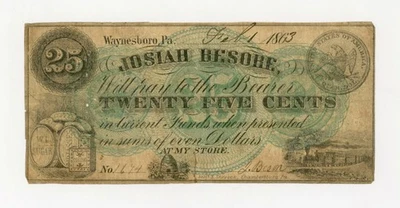 Waynesboro, Pa. Feb 1 1863
25
JOSIAH BESORE,
Will pay to the Bearer
TWENTY FIVE CENTS
in Current Funds when presented
in sums of even Dollars
AT MY STORE.
No.